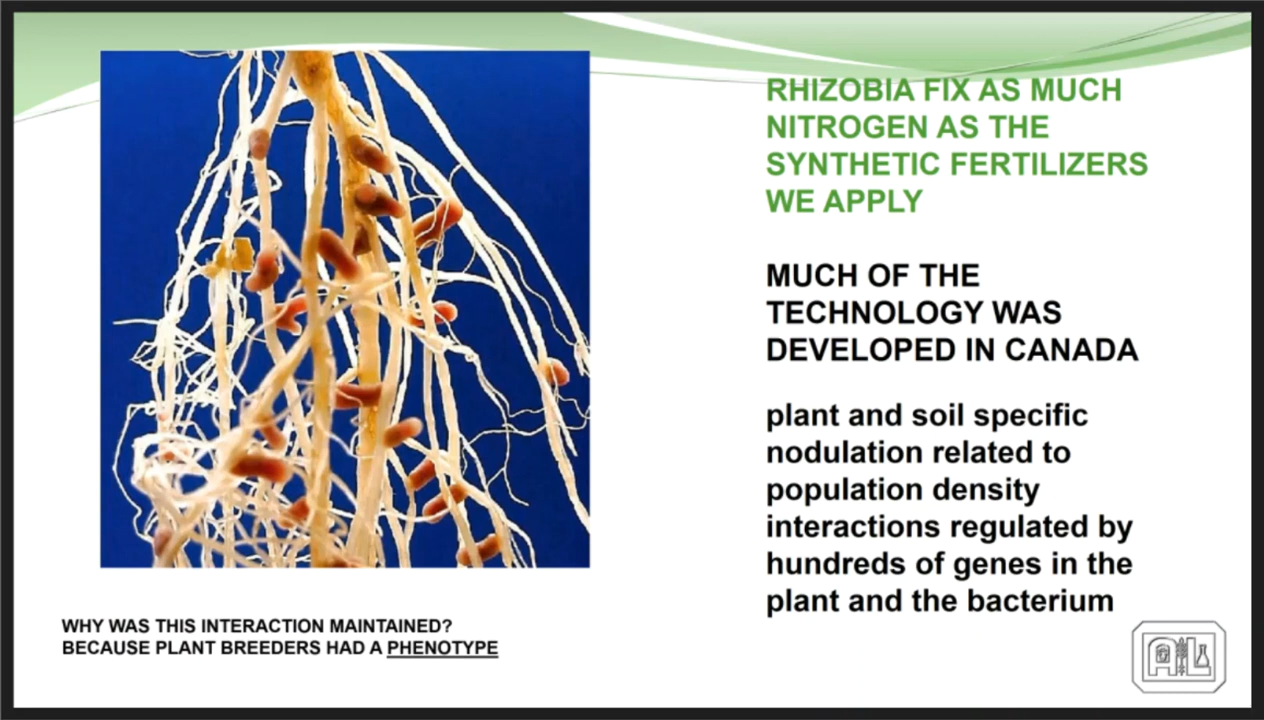 RHIZOBIA FIX AS MUCH
NITROGEN AS THE
SYNTHETIC FERTILIZERS
WE APPLY
MUCH OF THE
TECHNOLOGY WAS
DEVELOPED IN CANADA
plant and soil specific
nodulation related to
population density
interactions regulated by
hundreds of genes in the
plant and the bacterium
WHY WAS THIS INTERACTION MAINTAINED?
BECAUSE PLANT BREEDERS HAD A PHENOTYPE